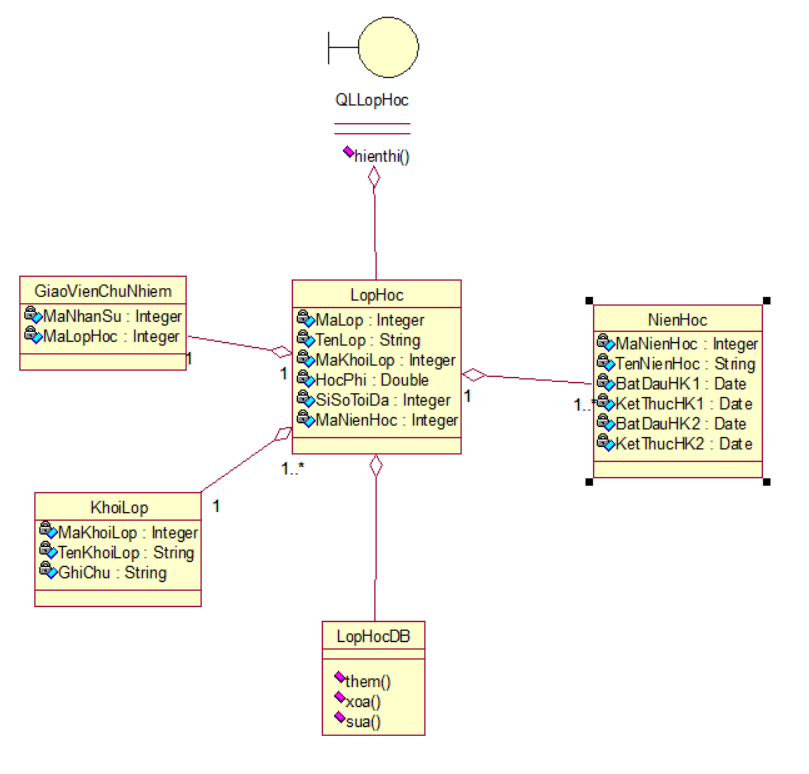 QLLopHoc
hienthi()
GiaoVienChuNhiem
MaNhanSu : Integer
MaLopHoc : Integer
1
LopHoc
MaLop : Integer
TenLop : String
MaKhoiLop : Integer
HocPhi : Double
SiSoToiDa : Integer
MaNienHoc : Integer
1
1
1..*
NienHoc
MaNienHoc : Integer
TenNienHoc : String
BatDauHK1 : Date
KetThucHK1 : Date
BatDauHK2 : Date
KetThucHK2 : Date
1..*
KhoiLop
MaKhoiLop : Integer
TenKhoiLop : String
GhiChu : String
1
LopHocDB
them()
xoa()
sua()